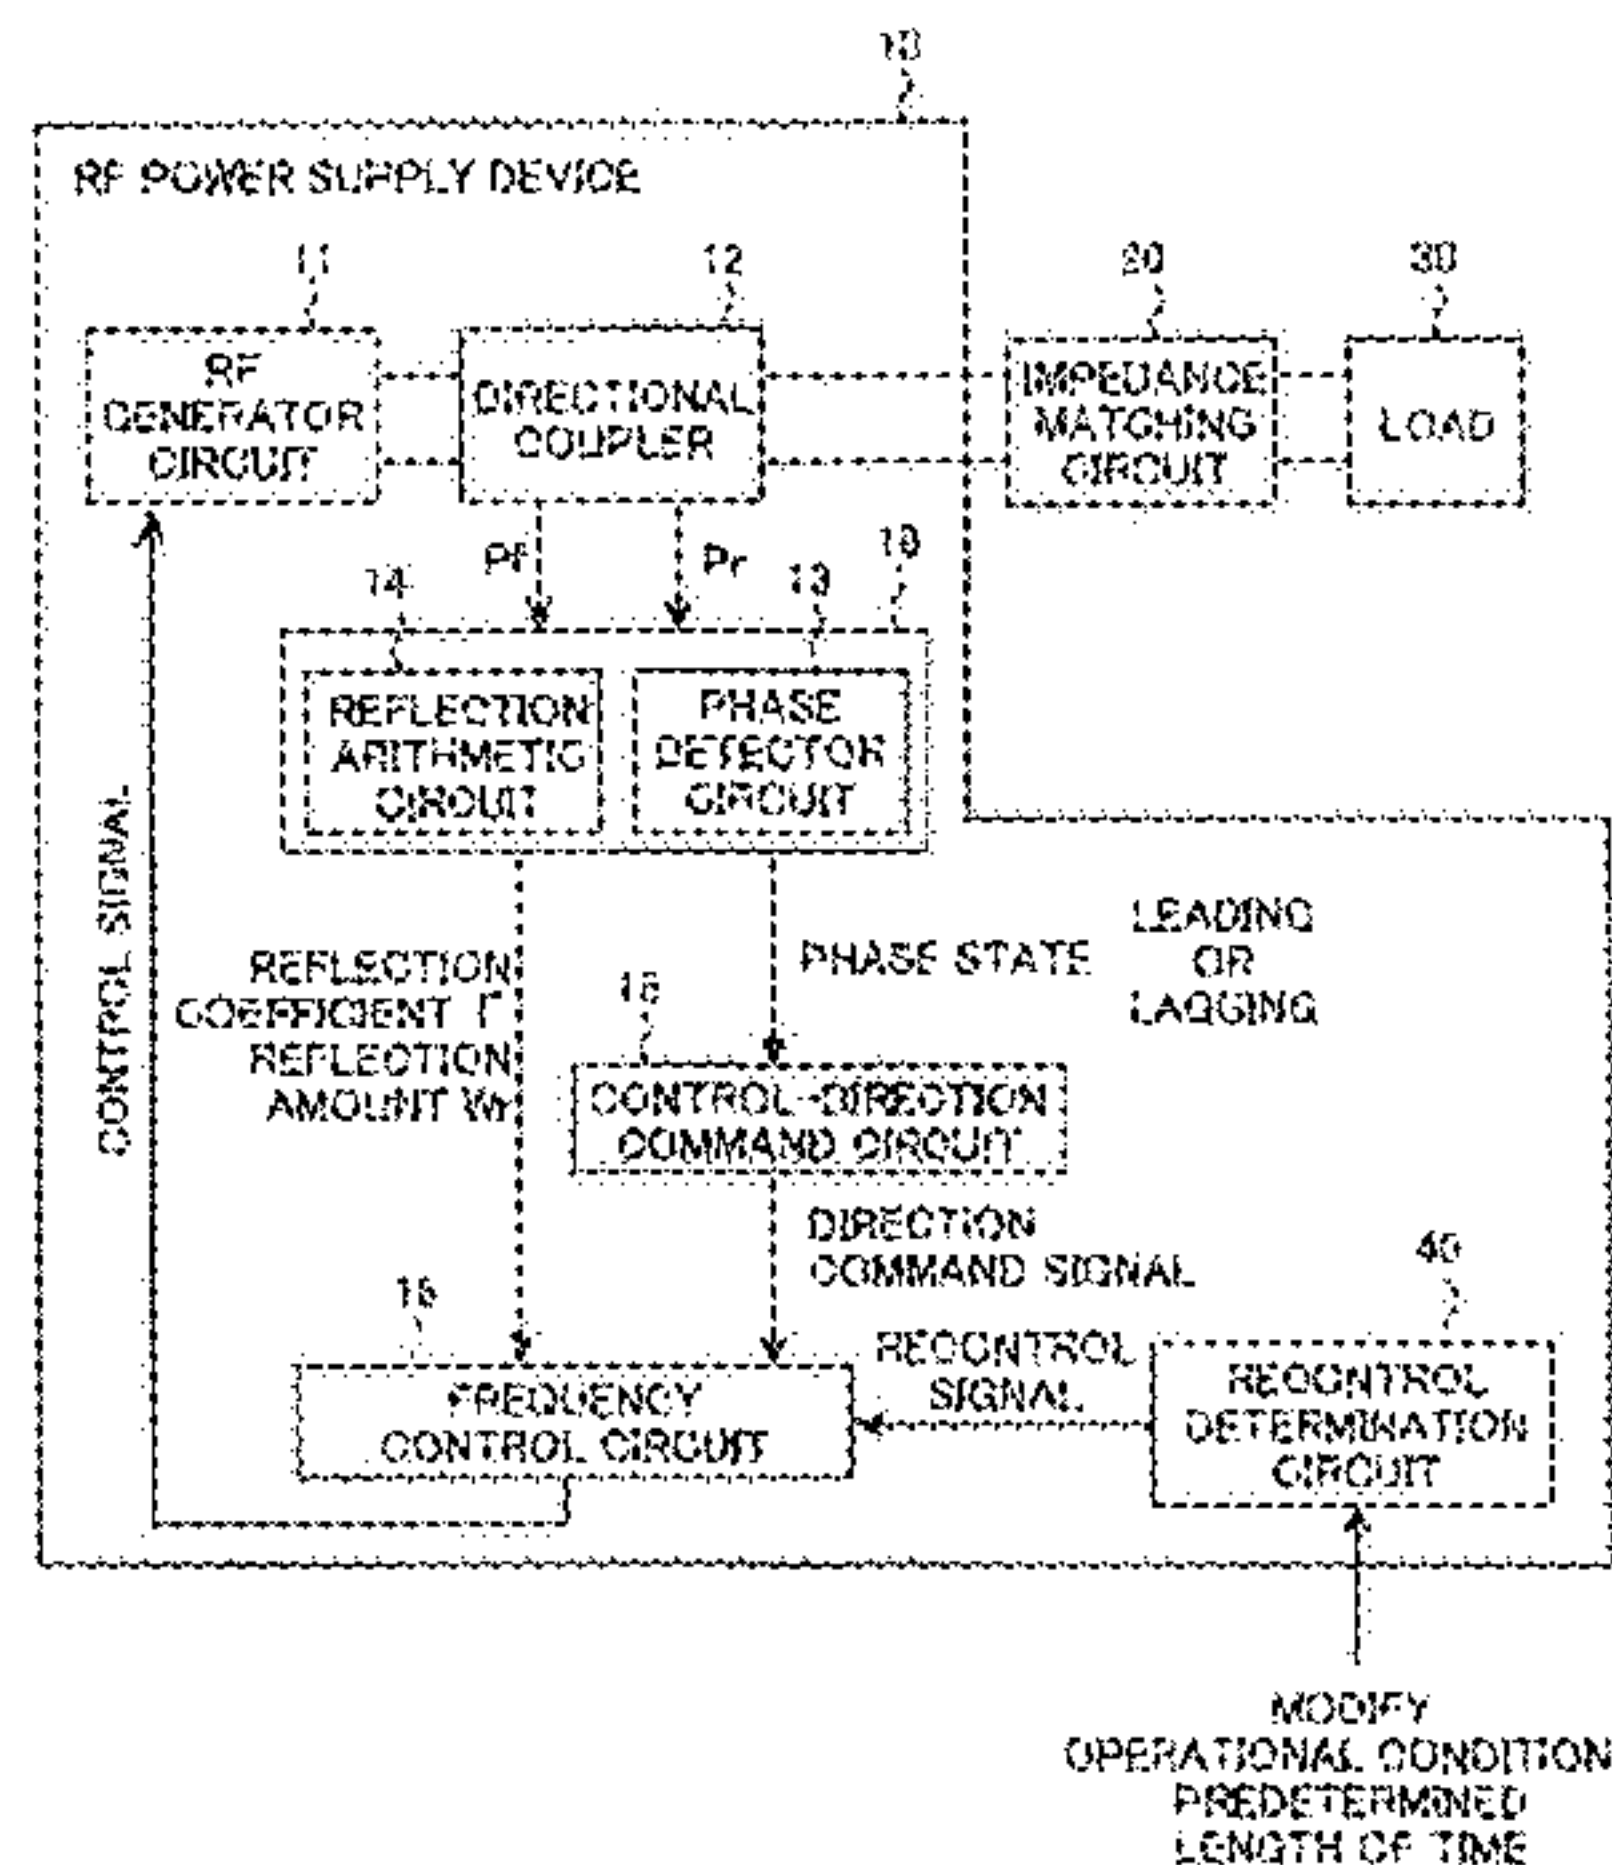 10
RF POWER SUPPLY DEVICE
11
12
20
30
RF
GENERATOR
CIRCUIT
DIRECTIONAL
COUPLER
IMPEDANCE
MATCHING
CIRCUIT
LOAD
Pf
Pr
14
13
REFLECTION
ARITHMETIC
CIRCUIT
PHASE
DETECTOR
CIRCUIT
CONTROL SIGNAL
REFLECTION
COEFFICIENT Γ
REFLECTION
AMOUNT Wr
PHASE STATE
LEADING
OR
LAGGING
CONTROL-DIRECTION
COMMAND CIRCUIT
DIRECTION
COMMAND SIGNAL
40
FREQUENCY
CONTROL CIRCUIT
RECONTROL
SIGNAL
RECONTROL
DETERMINATION
CIRCUIT
MODIFY
OPERATIONAL CONDITION
PREDETERMINED
LENGTH OF TIME